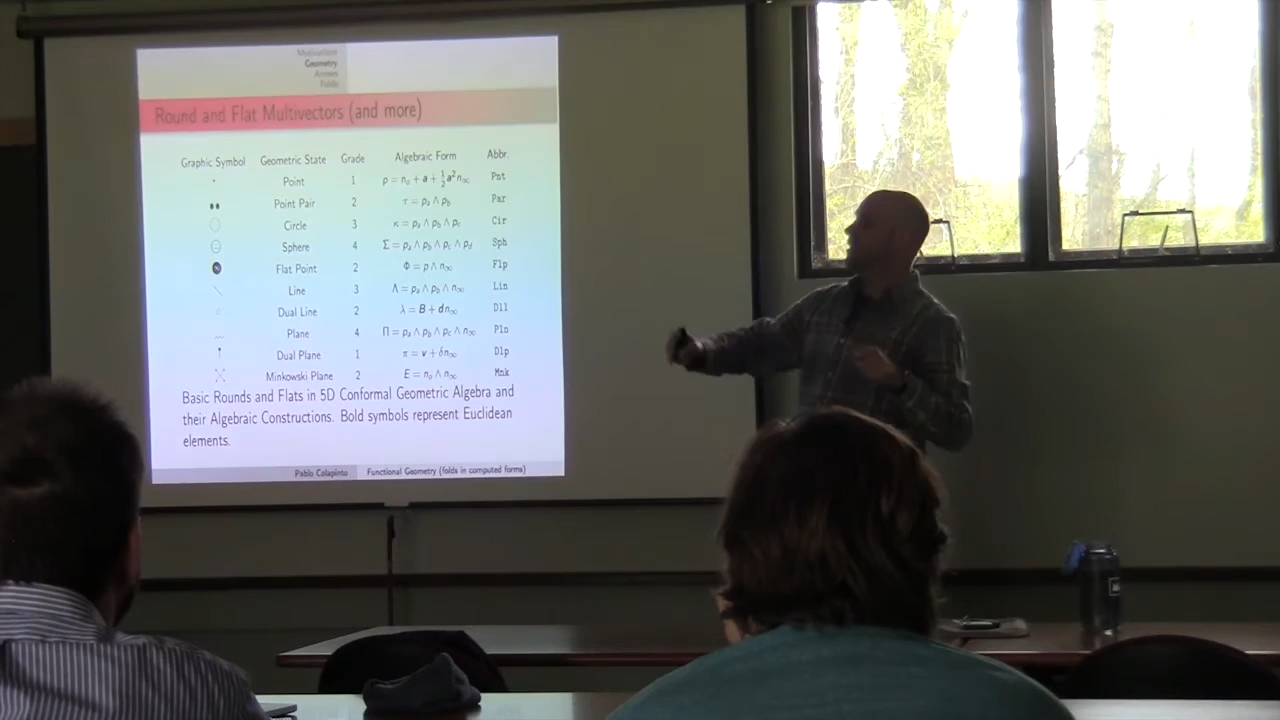 Motivations
Geometry
Arrows
Folds
Round and Flat Multivectors (and more)
Graphic Symbol Geometric State Grade Algebraic Form Abbr.
Point 1 p = nₒ + a + ½a²n∞ Pnt
Point Pair 2 τ = pₐ ∧ p_b Par
Circle 3 κ = pₐ ∧ p_b ∧ p_c Cir
Sphere 4 Σ = pₐ ∧ p_b ∧ p_c ∧ p_d Sph
Flat Point 2 Φ = p ∧ n∞ Flp
Line 3 Λ = pₐ ∧ p_b ∧ n∞ Lin
Dual Line 2 λ = B + dn∞ Dll
Plane 4 Π = pₐ ∧ p_b ∧ p_c ∧ n∞ Pln
Dual Plane 1 π = v + δn∞ Dlp
Minkowski Plane 2 E = nₒ ∧ n∞ Mnk
Basic Rounds and Flats in 5D Conformal Geometric Algebra and
their Algebraic Constructions. Bold symbols represent Euclidean
elements.
Pablo Colapinto Functional Geometry (folds in computed forms)